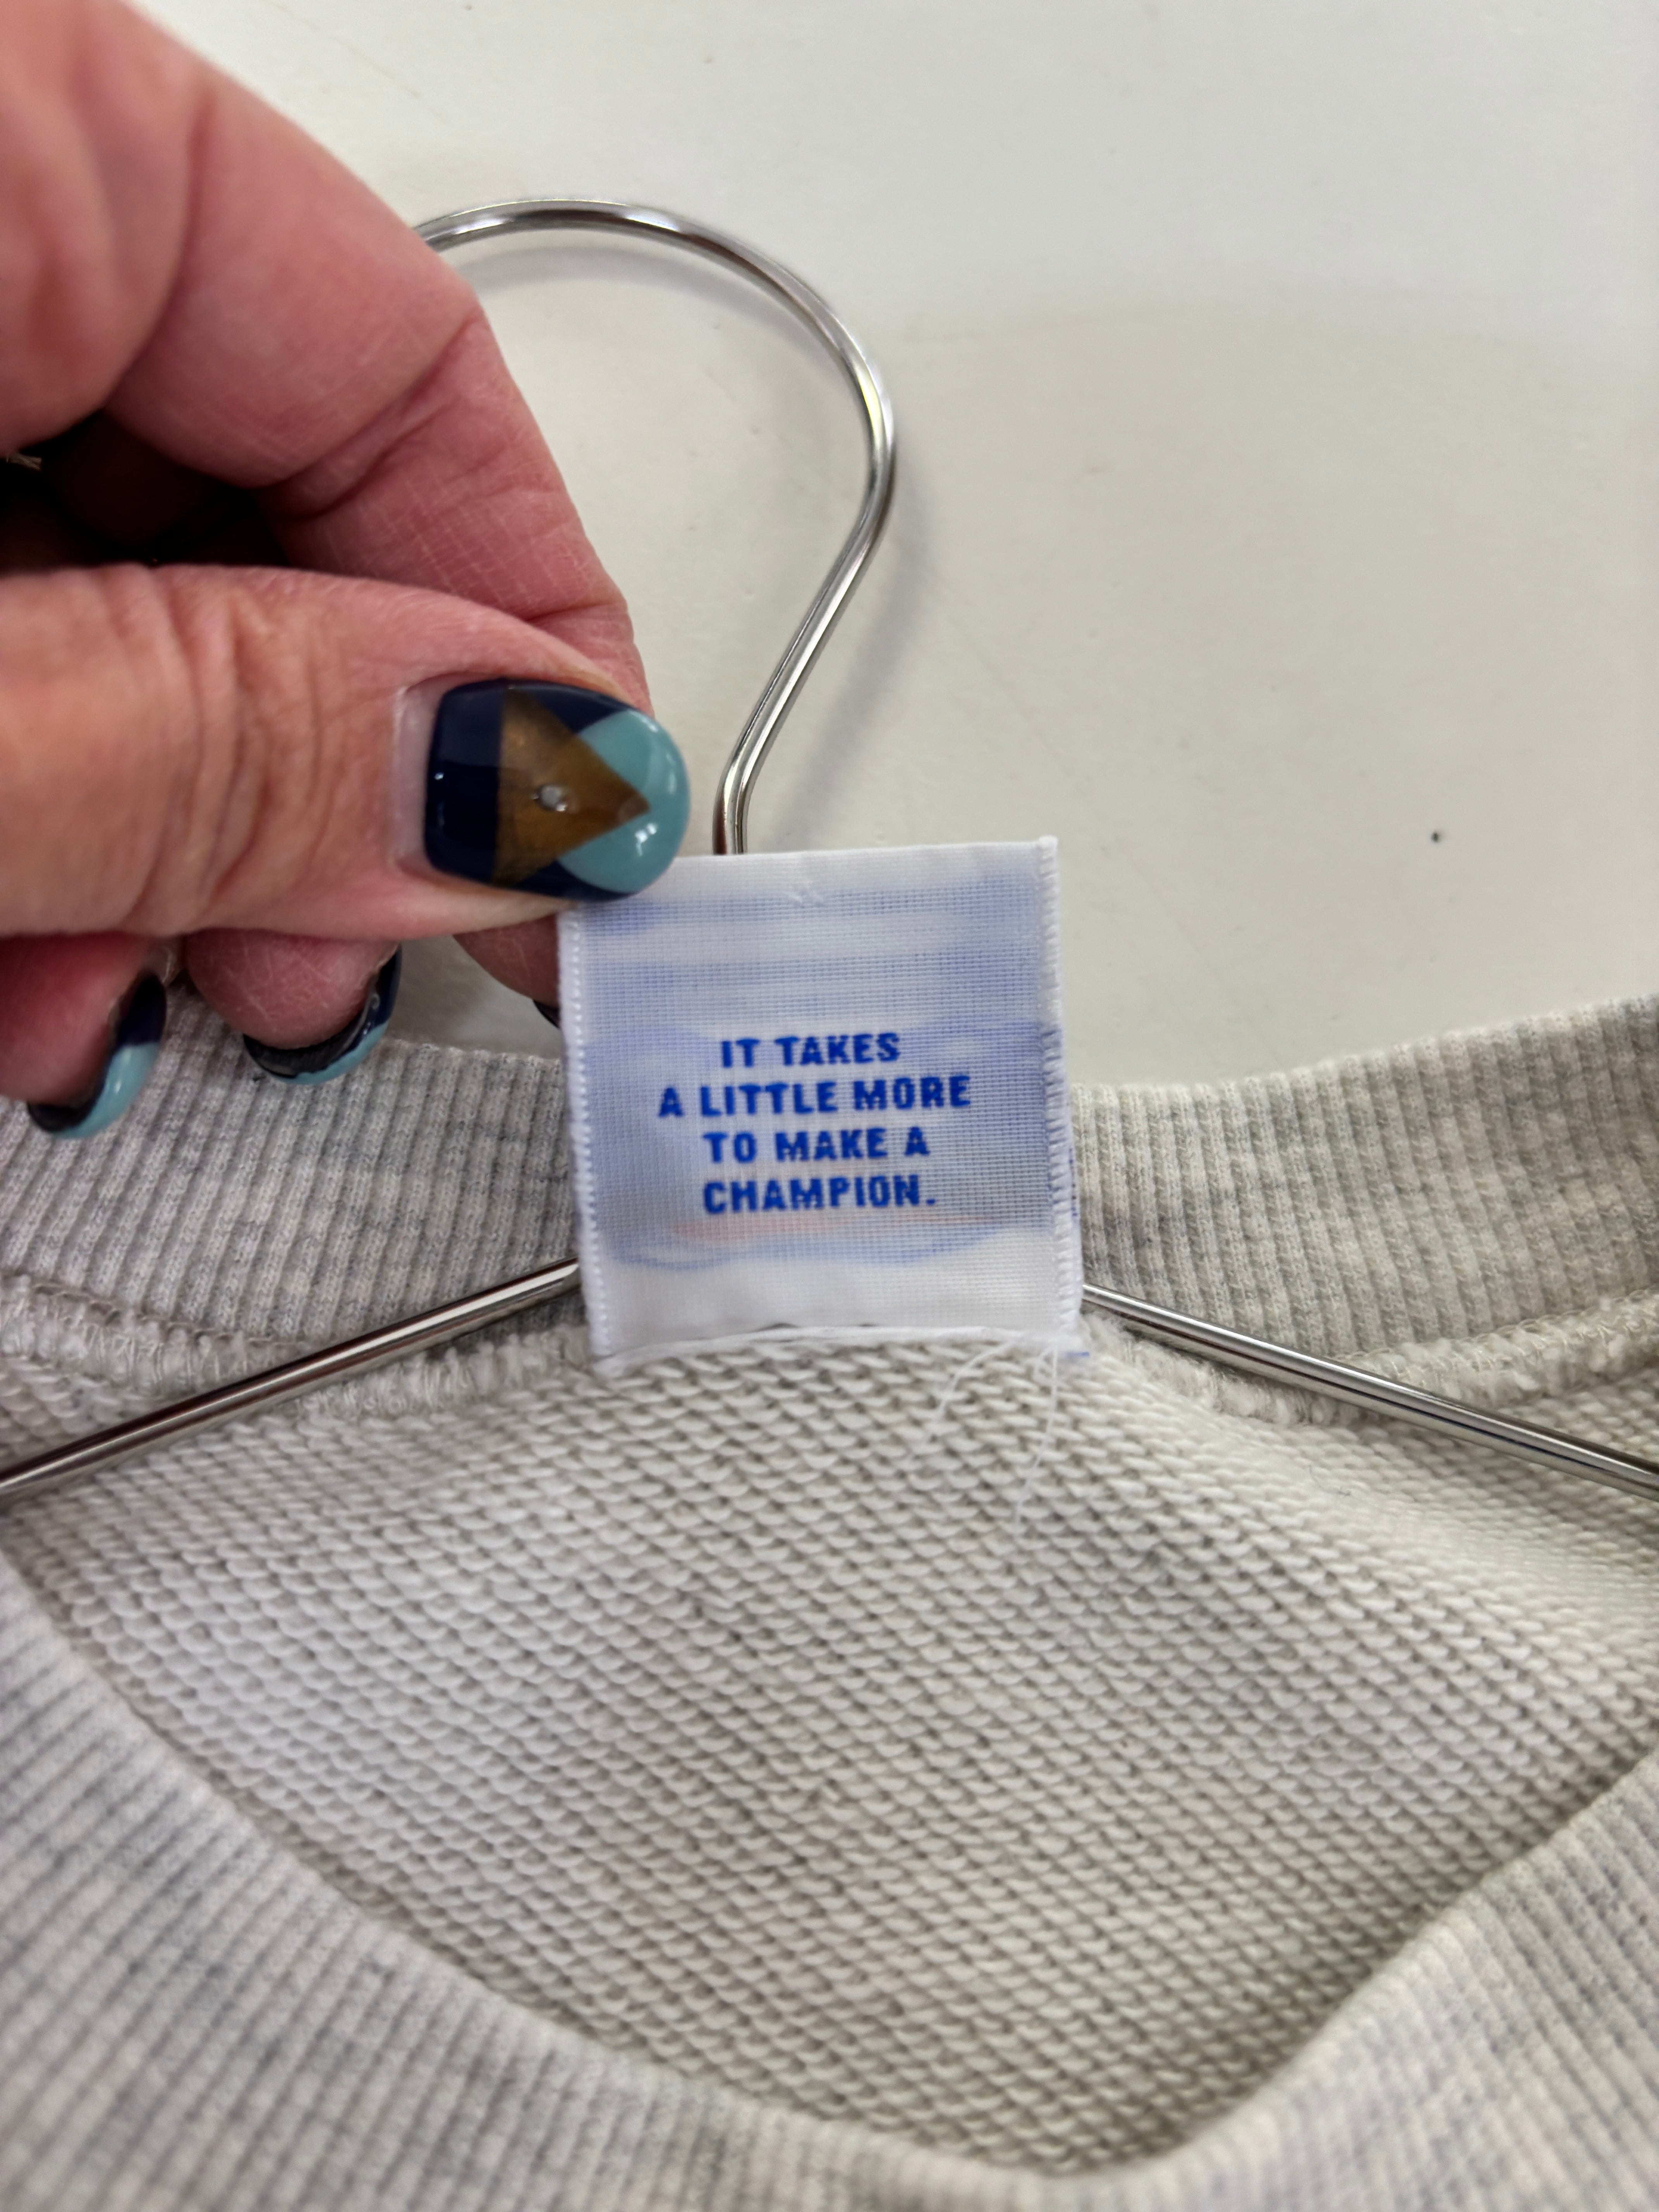 IT TAKES
A LITTLE MORE
TO MAKE A
CHAMPION.